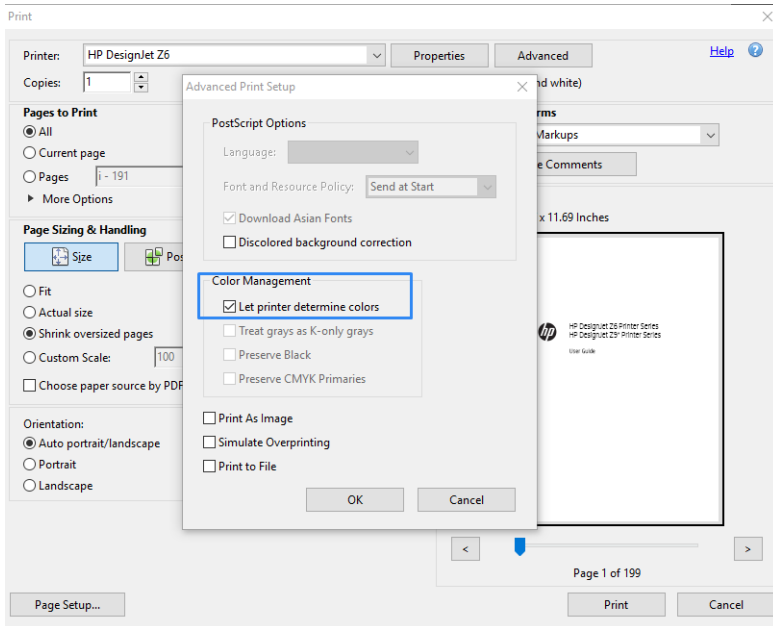 Print
Printer: HP DesignJet Z6 Properties Advanced Help ?
Copies: 1 nd white)
Pages to Print
All
Current page
Pages i - 191
More Options
Page Sizing & Handling
Size Pos
Fit
Actual size
Shrink oversized pages
Custom Scale: 100
Choose paper source by PDF
Orientation:
Auto portrait/landscape
Portrait
Landscape
Advanced Print Setup
PostScript Options
Language:
Font and Resource Policy: Send at Start
Download Asian Fonts
Discolored background correction
Color Management
Let printer determine colors
Treat grays as K-only grays
Preserve Black
Preserve CMYK Primaries
Print As Image
Simulate Overprinting
Print to File
OK Cancel
rms
Markups
e Comments
x 11.69 Inches
hp
HP DesignJet Z6 Printer Series
HP DesignJet Z9+ Printer Series
User Guide
< >
Page 1 of 199
Page Setup... Print Cancel